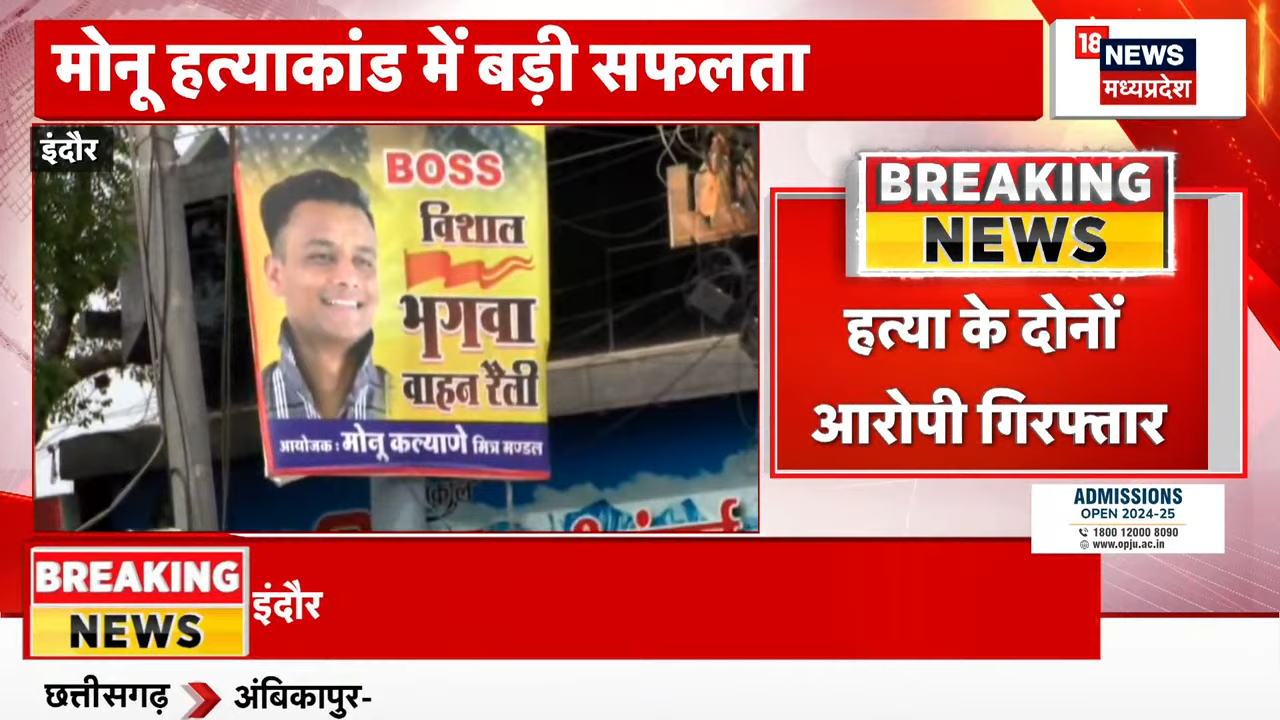 मोनू हत्याकांड में बड़ी सफलता
18
NEWS
मध्यप्रदेश
इंदौर
BOSS
विशाल
भगवा
वाहन रैली
आयोजक : मोनू कल्याणे मित्र मण्डल
BREAKING
NEWS
हत्या के दोनों
आरोपी गिरफ्तार
ADMISSIONS
OPEN 2024-25
1800 12000 8090
www.opju.ac.in
BREAKING
NEWS
इंदौर
छत्तीसगढ़ अंबिकापुर-